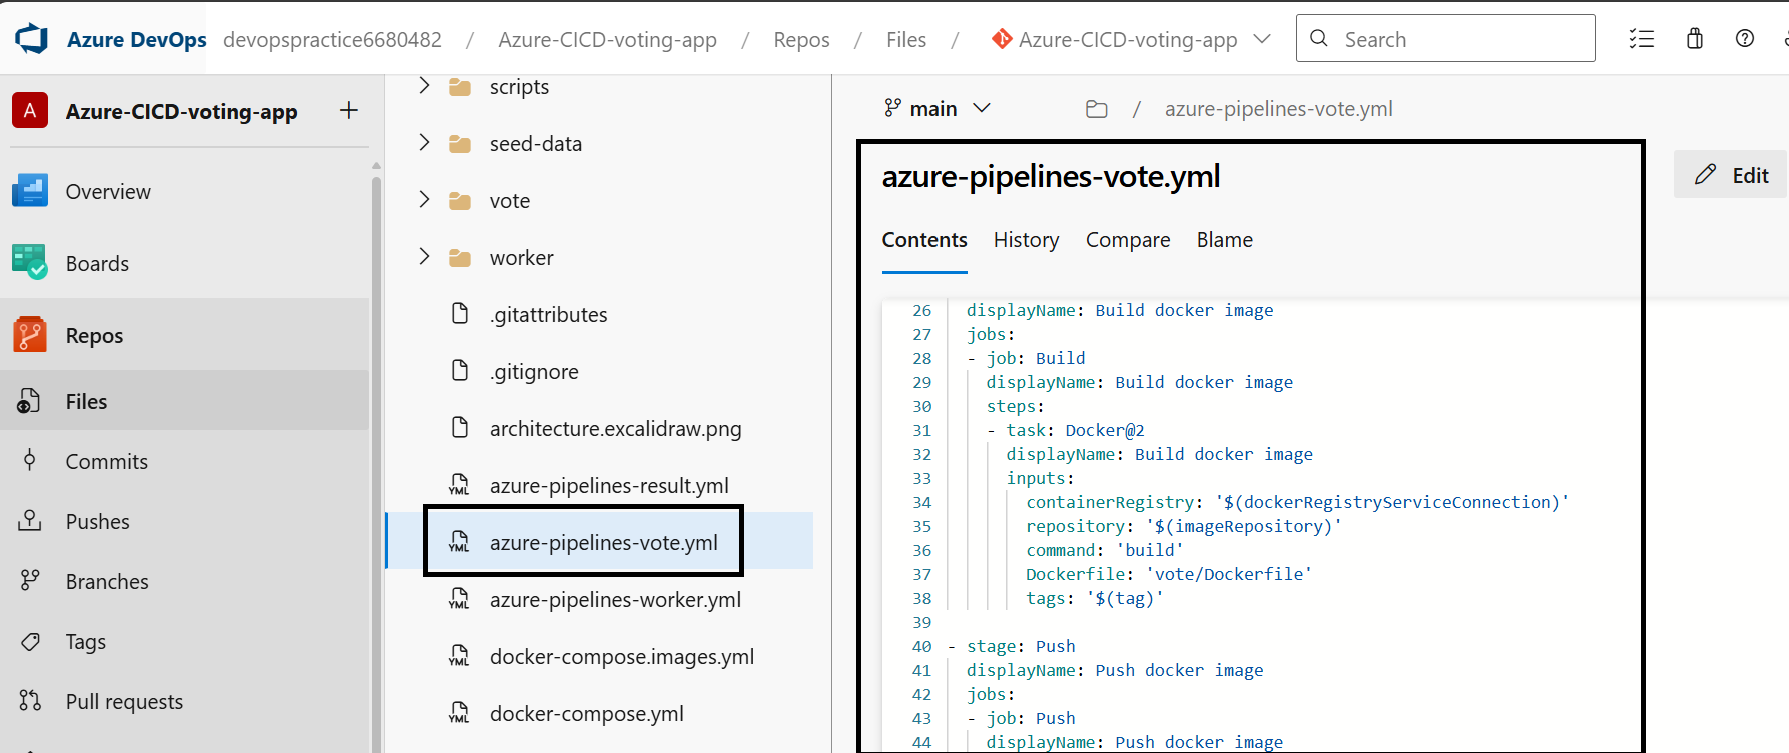 Azure DevOps devopspractice6680482 / Azure-CICD-voting-app / Repos / Files / Azure-CICD-voting-app Search
A Azure-CICD-voting-app +
Overview
Boards
Repos
Files
Commits
Pushes
Branches
Tags
Pull requests
scripts
seed-data
vote
worker
.gitattributes
.gitignore
architecture.excalidraw.png
YML azure-pipelines-result.yml
YML azure-pipelines-vote.yml
YML azure-pipelines-worker.yml
YML docker-compose.images.yml
YML docker-compose.yml
main / azure-pipelines-vote.yml
azure-pipelines-vote.yml
Edit
Contents History Compare Blame
26 displayName: Build docker image
27 jobs:
28 - job: Build
29 displayName: Build docker image
30 steps:
31 - task: Docker@2
32 displayName: Build docker image
33 inputs:
34 containerRegistry: '$(dockerRegistryServiceConnection)'
35 repository: '$(imageRepository)'
36 command: 'build'
37 Dockerfile: 'vote/Dockerfile'
38 tags: '$(tag)'
39
40 - stage: Push
41 displayName: Push docker image
42 jobs:
43 - job: Push
44 displayName: Push docker image